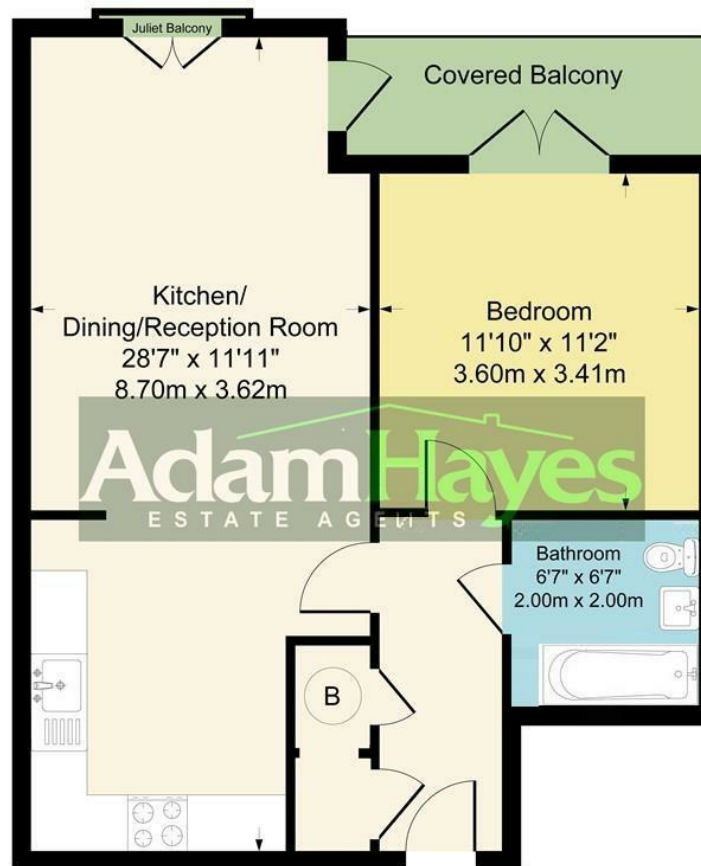 Juliet Balcony
Covered Balcony
Kitchen/
Dining/Reception Room
28'7" x 11'11"
8.70m x 3.62m
Bedroom
11'10" x 11'2"
3.60m x 3.41m
AdamHayes
ESTATE AGENTS
Bathroom
6'7" x 6'7"
2.00m x 2.00m
B
IN